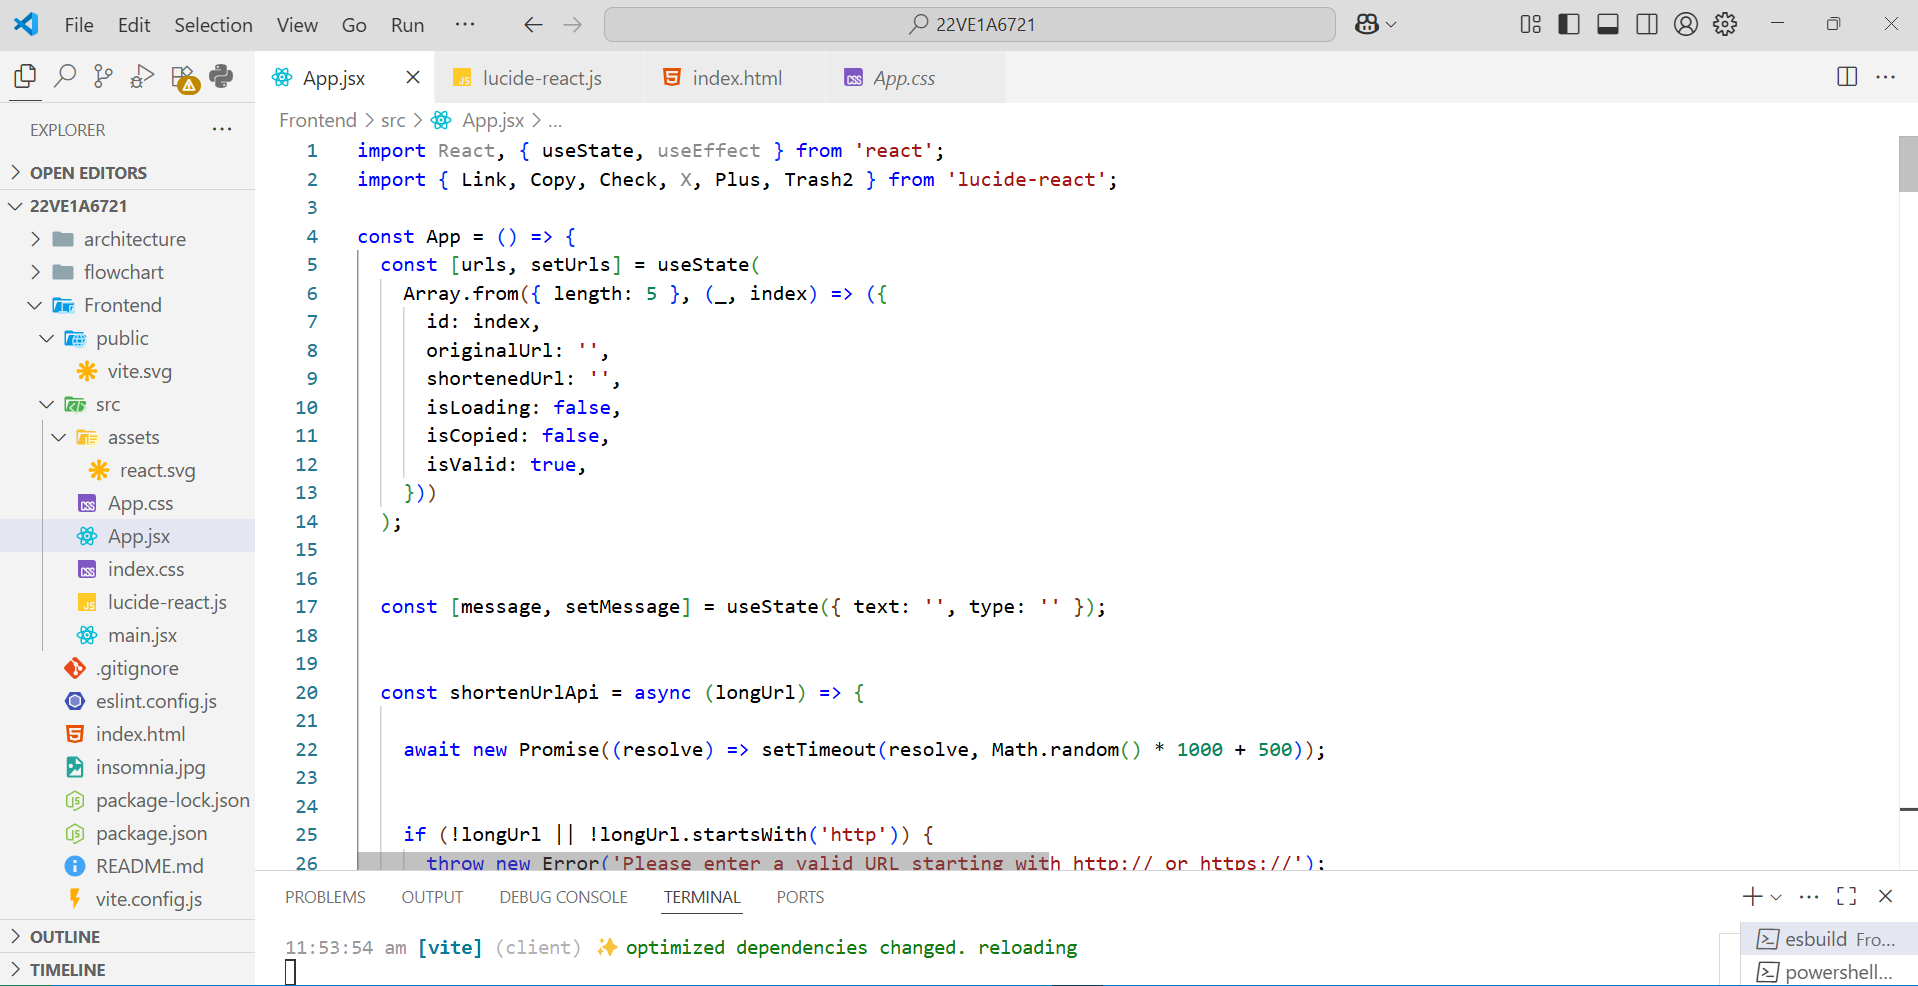 File Edit Selection View Go Run ··· 22VE1A6721
App.jsx lucide-react.js index.html App.css
EXPLORER
OPEN EDITORS
22VE1A6721
architecture
flowchart
Frontend
public
vite.svg
src
assets
react.svg
App.css
App.jsx
index.css
lucide-react.js
main.jsx
.gitignore
eslint.config.js
index.html
insomnia.jpg
package-lock.json
package.json
README.md
vite.config.js
OUTLINE
TIMELINE
Frontend > src > App.jsx > ...
1 import React, { useState, useEffect } from 'react';
2 import { Link, Copy, Check, X, Plus, Trash2 } from 'lucide-react';
3
4 const App = () => {
5 const [urls, setUrls] = useState(
6 Array.from({ length: 5 }, (_, index) => ({
7 id: index,
8 originalUrl: '',
9 shortenedUrl: '',
10 isLoading: false,
11 isCopied: false,
12 isValid: true,
13 }))
14 );
15
16
17 const [message, setMessage] = useState({ text: '', type: '' });
18
19
20 const shortenUrlApi = async (longUrl) => {
21
22 await new Promise((resolve) => setTimeout(resolve, Math.random() * 1000 + 500));
23
24
25 if (!longUrl || !longUrl.startsWith('http')) {
26 throw new Error('Please enter a valid URL starting with http:// or https://');
PROBLEMS OUTPUT DEBUG CONSOLE TERMINAL PORTS
11:53:54 am [vite] (client) ✨ optimized dependencies changed. reloading
esbuild Fro...
powershell...